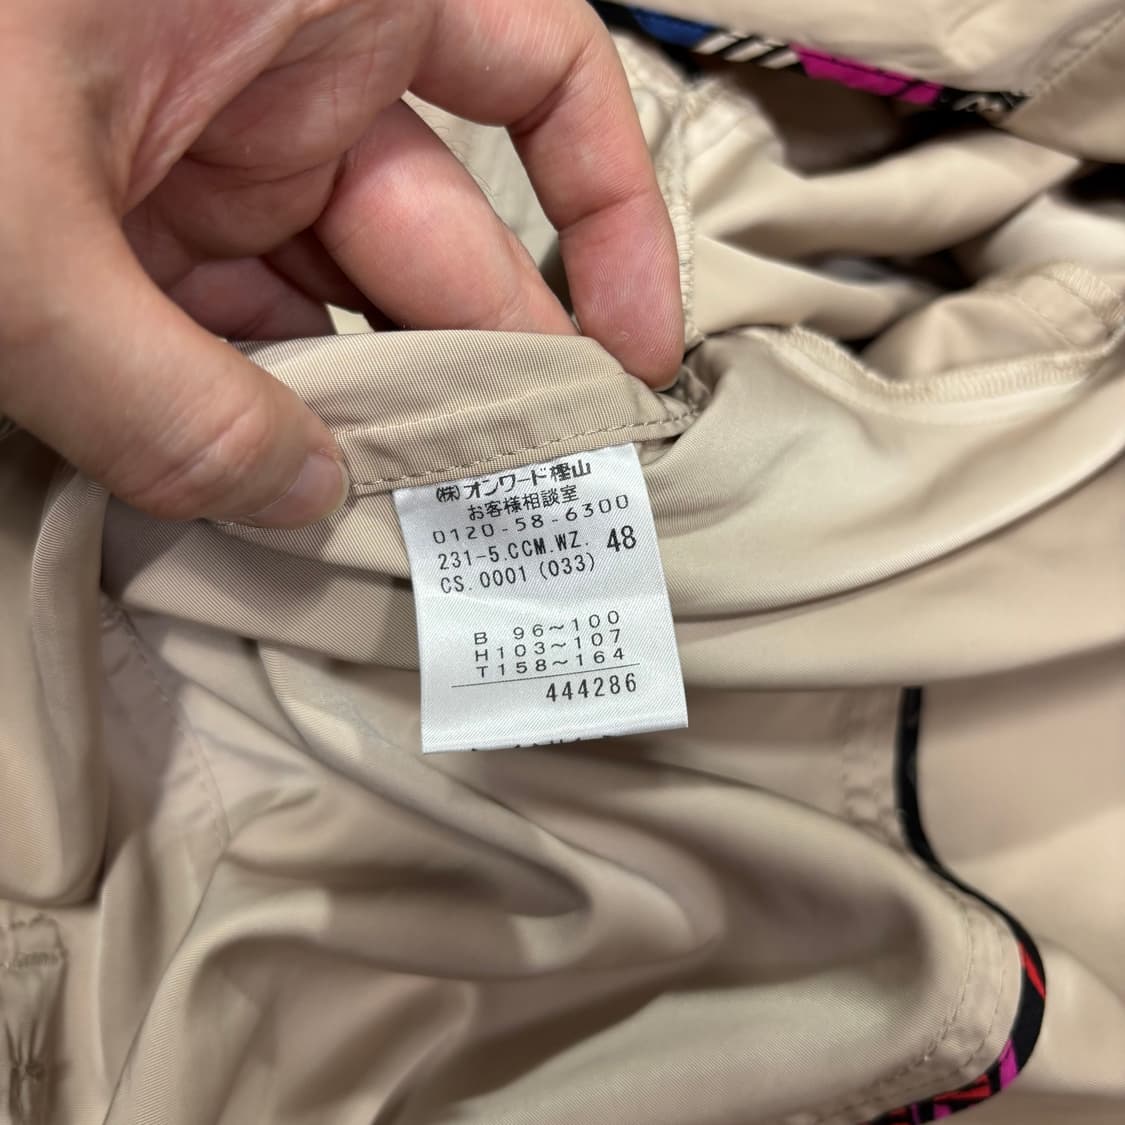 (株)オンワード樫山
お客様相談室
0120-58-6300
231-5.CCM.WZ. 48
CS.0001 (033)
B 96~100
H103~107
T158~164
444286